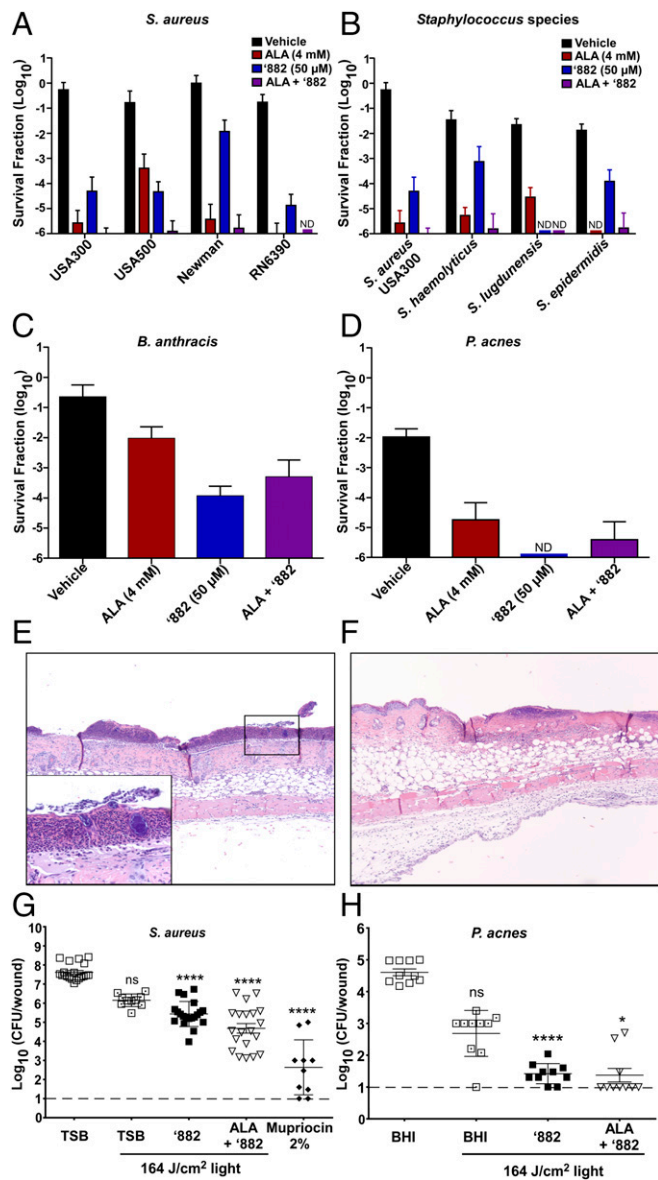 A
S. aureus
Vehicle
ALA (4 mM)
‘882 (50 µM)
ALA + ‘882
Survival Fraction (Log10)
1
0
-1
-2
-3
-4
-5
-6
ND
USA300
USA500
Newman
RN6390
B
Staphylococcus species
Vehicle
ALA (4 mM)
‘882 (50 µM)
ALA + ‘882
Survival Fraction (Log10)
1
0
-1
-2
-3
-4
-5
-6
NDND
ND
S. aureus
USA300
S. haemolyticus
S. lugdunensis
S. epidermidis
C
B. anthracis
Survival Fraction (log10)
1
0
-1
-2
-3
-4
-5
-6
Vehicle
ALA (4 mM)
‘882 (50 µM)
ALA + ‘882
D
P. acnes
Survival Fraction (log10)
1
0
-1
-2
-3
-4
-5
-6
ND
Vehicle
ALA (4 mM)
‘882 (50 µM)
ALA + ‘882
E
F
G
S. aureus
Log10 (CFU/wound)
10
9
8
7
6
5
4
3
2
1
0
ns
****
****
****
TSB
TSB
‘882
ALA
+ ‘882
Mupriocin
2%
164 J/cm2 light
H
P. acnes
Log10 (CFU/wound)
6
5
4
3
2
1
0
ns
****
*
BHI
BHI
‘882
ALA
+ ‘882
164 J/cm2 light